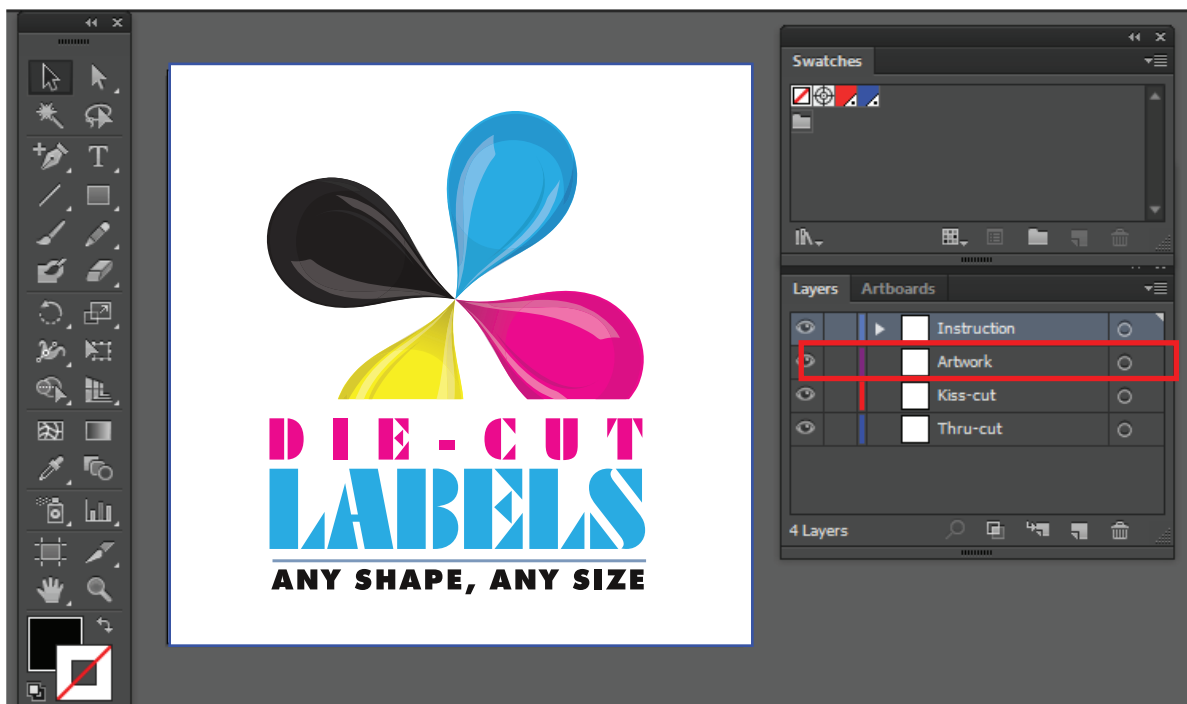 Swatches
Layers Artboards
Instruction
Artwork
Kiss-cut
Thru-cut
4 Layers
DIE-CUT
LABELS
ANY SHAPE, ANY SIZE